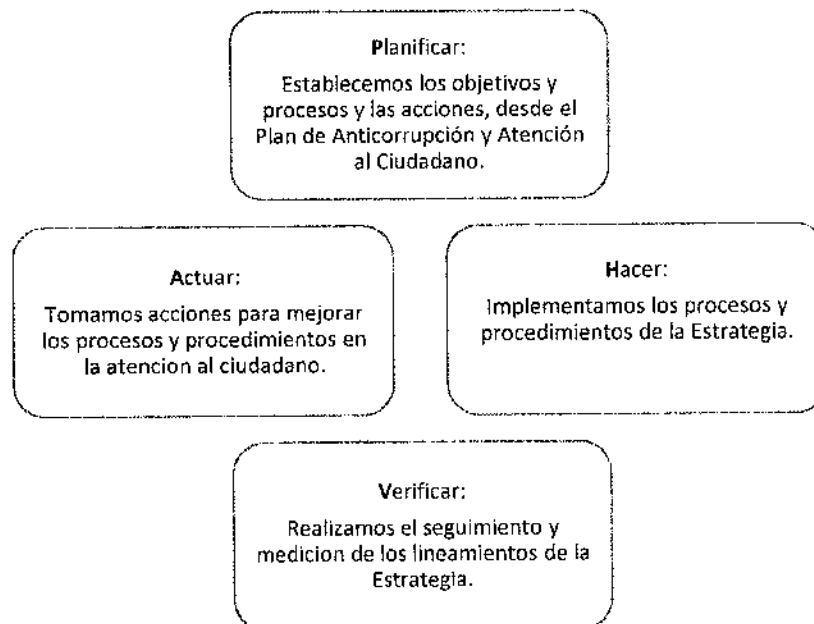 Planificar:
Establecemos los objetivos y
procesos y las acciones, desde el
Plan de Anticorrupción y Atención
al Ciudadano.
Actuar:
Tomamos acciones para mejorar
los procesos y procedimientos en
la atencion al ciudadano.
Hacer:
Implementamos los procesos y
procedimientos de la Estrategia.
Verificar:
Realizamos el seguimiento y
medicion de los lineamientos de la
Estrategia.